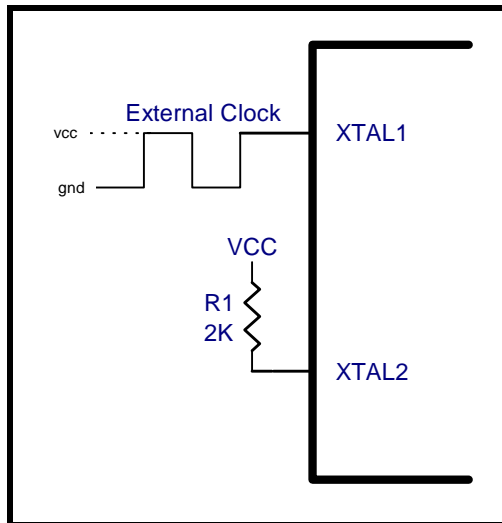 External Clock
vcc
XTAL1
gnd
VCC
R1
2K
XTAL2